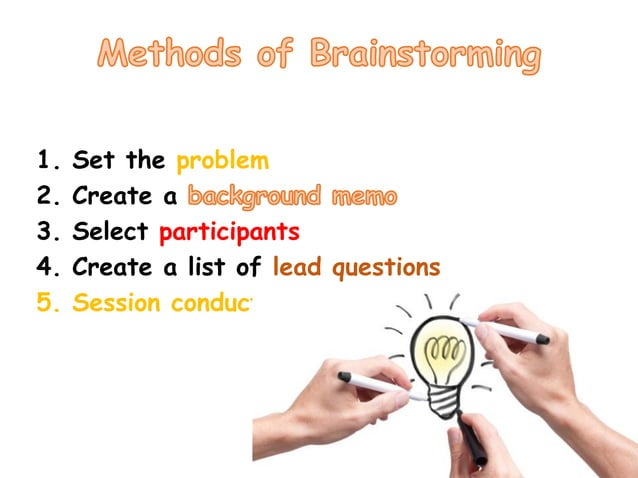 Methods of Brainstorming
1. Set the problem
2. Create a background memo
3. Select participants
4. Create a list of lead questions
5. Session